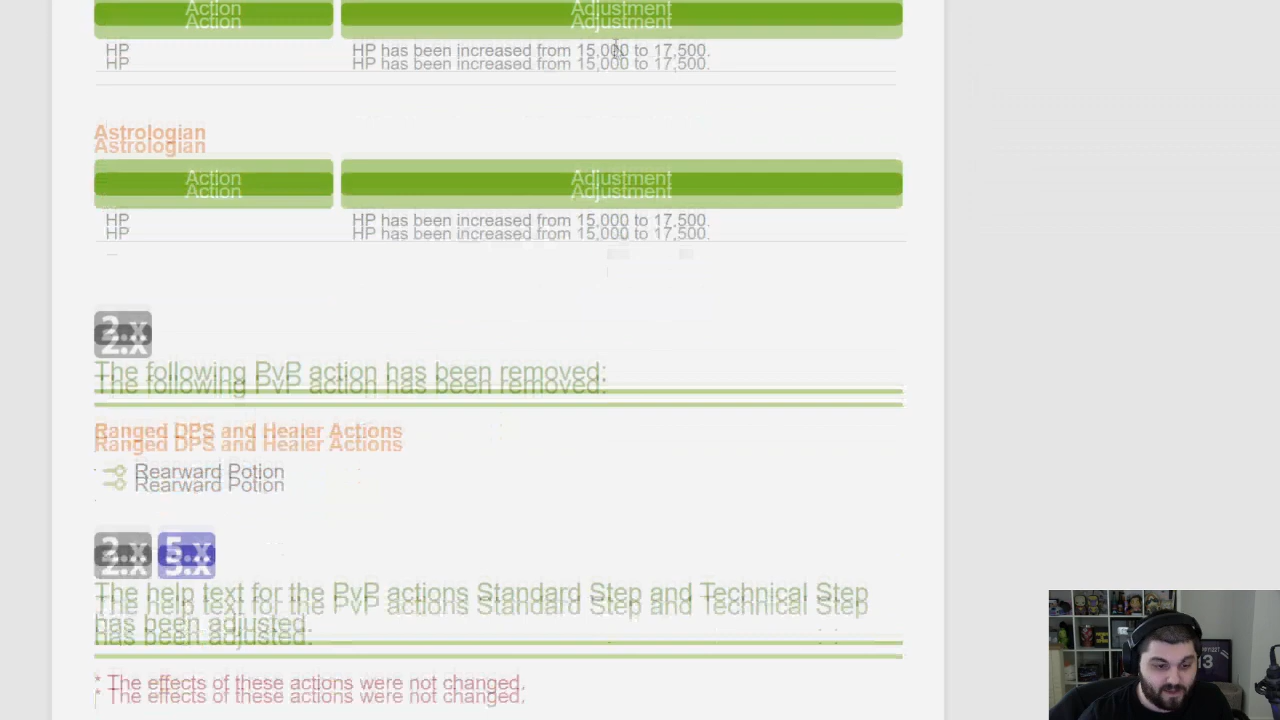 Action Adjustment
HP HP has been increased from 15,000 to 17,500.
Astrologian
Action Adjustment
HP HP has been increased from 15,000 to 17,500.
2.x
The following PvP action has been removed:
Ranged DPS and Healer Actions
Rearward Potion
2.x 5.x
The help text for the PvP actions Standard Step and Technical Step
has been adjusted.
* The effects of these actions were not changed.
13